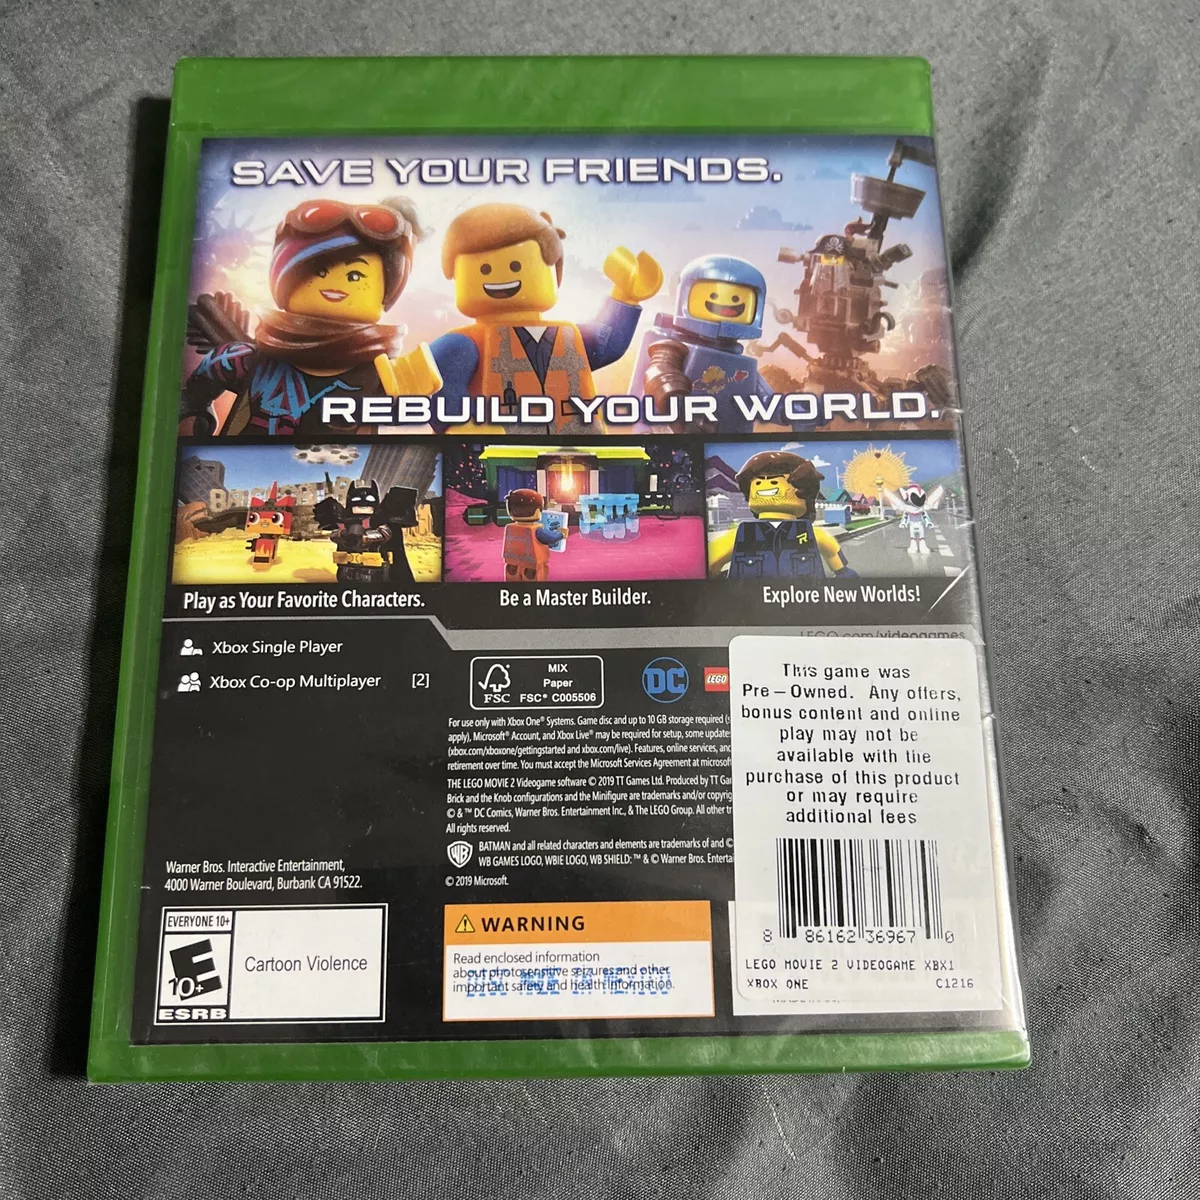 SAVE YOUR FRIENDS.
REBUILD YOUR WORLD.
Play as Your Favorite Characters.
Be a Master Builder.
Explore New Worlds!
LEGO.com/videogames
Xbox Single Player
Xbox Co-op Multiplayer [2]
FSC
MIX
Paper
FSC® C005506
DC
LEGO
For use only with Xbox One® Systems. Game disc and up to 10 GB storage required (s
apply), Microsoft® Account, and Xbox Live® may be required for setup, some update
(xbox.com/xboxone/gettingstarted and xbox.com/live). Features, online services, and
retirement over time. You must accept the Microsoft Services Agreement at microsoft
THE LEGO MOVIE 2 Videogame software © 2019 TT Games Ltd. Produced by TT Ga
Brick and the Knob configurations and the Minifigure are trademarks and/or copyrig
© & ™ DC Comics, Warner Bros. Entertainment Inc., & The LEGO Group. All other tr
All rights reserved.
WB
BATMAN and all related characters and elements are trademarks of and ©
WB GAMES LOGO, WBIE LOGO, WB SHIELD: ™ & © Warner Bros. Enterta
© 2019 Microsoft.
Warner Bros. Interactive Entertainment,
4000 Warner Boulevard, Burbank CA 91522.
EVERYONE 10+
E
10+
ESRB
Cartoon Violence
WARNING
Read enclosed information
about photosensitive seizures and other
important safety and health information.
This game was
Pre-Owned. Any offers,
bonus content and online
play may not be
available with the
purchase of this product
or may require
additional fees
8 86162 36967 0
LEGO MOVIE 2 VIDEOGAME XBX1
XBOX ONE C1216